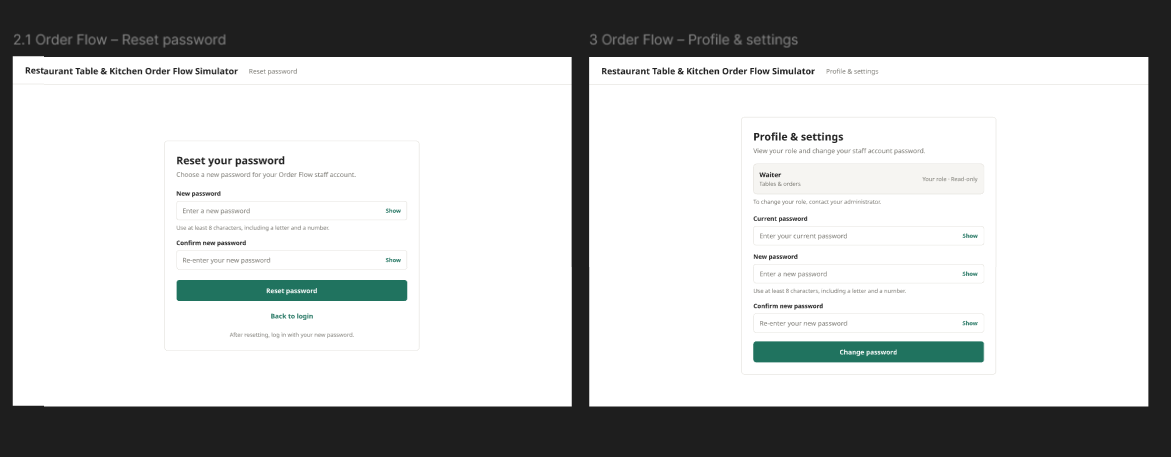 2.1 Order Flow – Reset password
Restaurant Table & Kitchen Order Flow Simulator Reset password
Reset your password
Choose a new password for your Order Flow staff account.
New password
Enter a new password Show
Use at least 8 characters, including a letter and a number.
Confirm new password
Re-enter your new password Show
Reset password
Back to login
After resetting, log in with your new password.
3 Order Flow – Profile & settings
Restaurant Table & Kitchen Order Flow Simulator Profile & settings
Profile & settings
View your role and change your staff account password.
Waiter
Tables & orders
Your role · Read-only
To change your role, contact your administrator.
Current password
Enter your current password Show
New password
Enter a new password Show
Use at least 8 characters, including a letter and a number.
Confirm new password
Re-enter your new password Show
Change password